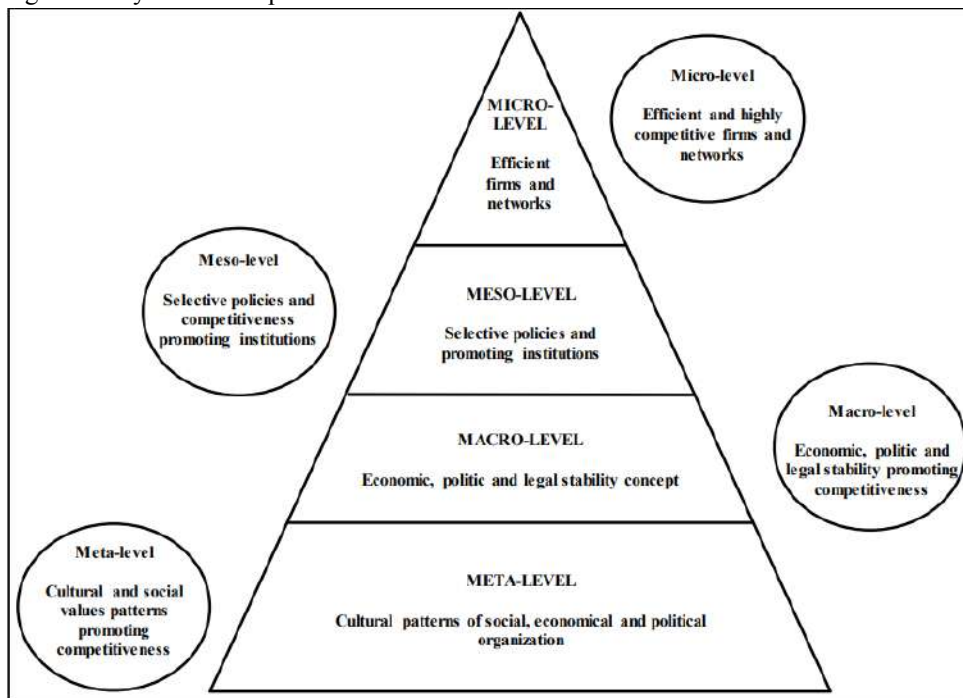 MICRO-
LEVEL
Efficient
firms and
networks
Micro-level
Efficient and highly
competitive firms and
networks
Meso-level
Selective policies and
competitiveness
promoting institutions
MESO-LEVEL
Selective policies and
promoting institutions
MACRO-LEVEL
Economic, politic and legal stability concept
Macro-level
Economic, politic and
legal stability promoting
competitiveness
Meta-level
Cultural and social
values patterns
promoting
competitiveness
META-LEVEL
Cultural patterns of social, economical and political
organization